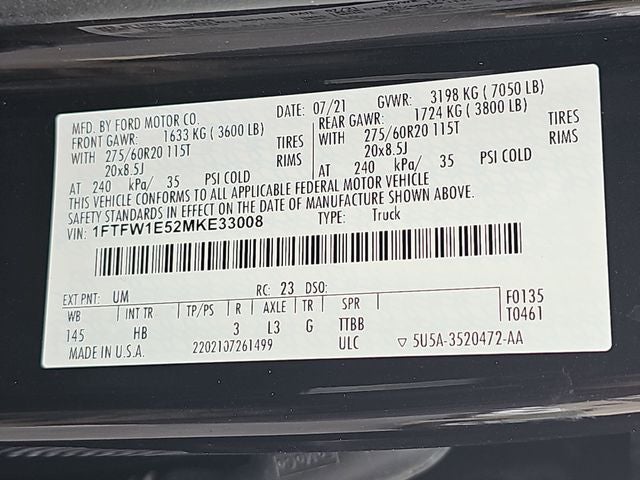 MFD. BY FORD MOTOR CO. DATE: 07/21 GVWR: 3198 KG ( 7050 LB)
FRONT GAWR: 1633 KG ( 3600 LB) REAR GAWR: 1724 KG ( 3800 LB)
WITH 275/60R20 115T TIRES WITH 275/60R20 115T TIRES
20x8.5J RIMS 20x8.5J RIMS
AT 240 kPa/ 35 PSI COLD AT 240 kPa/ 35 PSI COLD
THIS VEHICLE CONFORMS TO ALL APPLICABLE FEDERAL MOTOR VEHICLE
SAFETY STANDARDS IN EFFECT ON THE DATE OF MANUFACTURE SHOWN ABOVE.
VIN: 1FTFW1E52MKE33008 TYPE: Truck
EXT PNT: UM RC: 23 DSO: F0135
WB INT TR TP/PS R AXLE TR SPR T0461
145 HB 3 L3 G TTBB
MADE IN U.S.A. 2202107261499 ULC ▽ 5U5A-3520472-AA